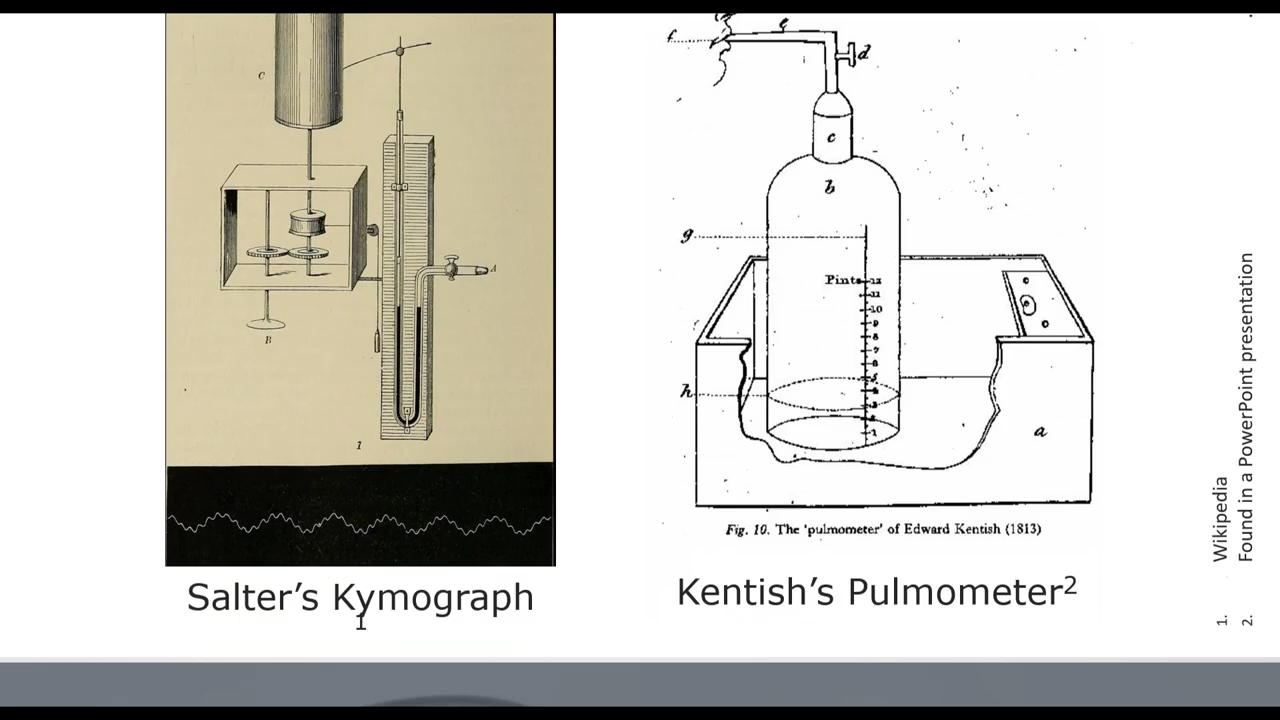 C
A
B
1
Salter's Kymograph
1
f
e
d
c
b
g
Pints 12
11
10
9
8
7
6
5
4
3
2
1
h
a
Fig. 10. The 'pulmometer' of Edward Kentish (1813)
Kentish's Pulmometer2
1. Wikipedia
2. Found in a PowerPoint presentation